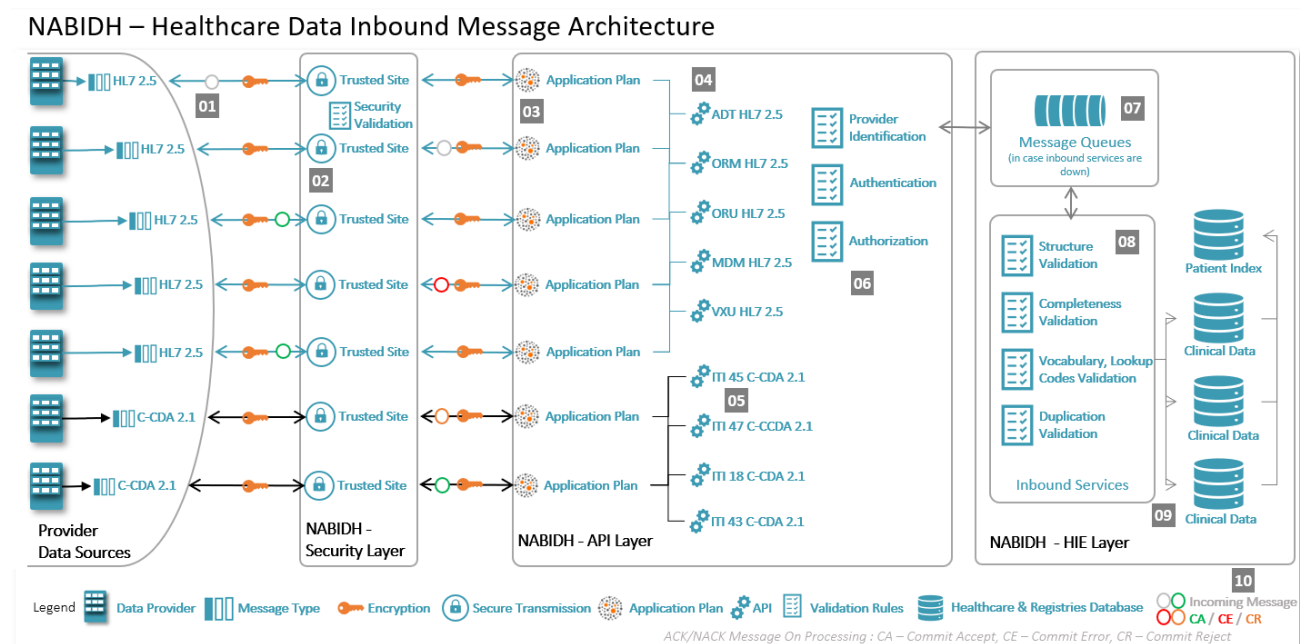 NABIDH – Healthcare Data Inbound Message Architecture
HL7 2.5
01
Trusted Site
Application Plan
03
04
Security
Validation
ADT HL7 2.5
HL7 2.5
Trusted Site
02
Application Plan
ORM HL7 2.5
HL7 2.5
Trusted Site
Application Plan
ORU HL7 2.5
HL7 2.5
Trusted Site
Application Plan
MDM HL7 2.5
HL7 2.5
Trusted Site
Application Plan
VXU HL7 2.5
C-CDA 2.1
Trusted Site
Application Plan
ITI 45 C-CDA 2.1
05
ITI 47 C-CCDA 2.1
C-CDA 2.1
Trusted Site
Application Plan
ITI 18 C-CDA 2.1
ITI 43 C-CDA 2.1
Provider
Identification
Authentication
Authorization
06
Provider
Data Sources
NABIDH -
Security Layer
NABIDH - API Layer
07
Message Queues
(in case inbound services are
down)
08
Structure
Validation
Completeness
Validation
Vocabulary, Lookup
Codes Validation
Duplication
Validation
Inbound Services
Patient Index
Clinical Data
Clinical Data
Clinical Data
09
NABIDH - HIE Layer
10
Legend
Data Provider
Message Type
Encryption
Secure Transmission
Application Plan
API
Validation Rules
Healthcare & Registries Database
Incoming Message
CA / CE / CR
ACK/NACK Message On Processing : CA – Commit Accept, CE – Commit Error, CR – Commit Reject